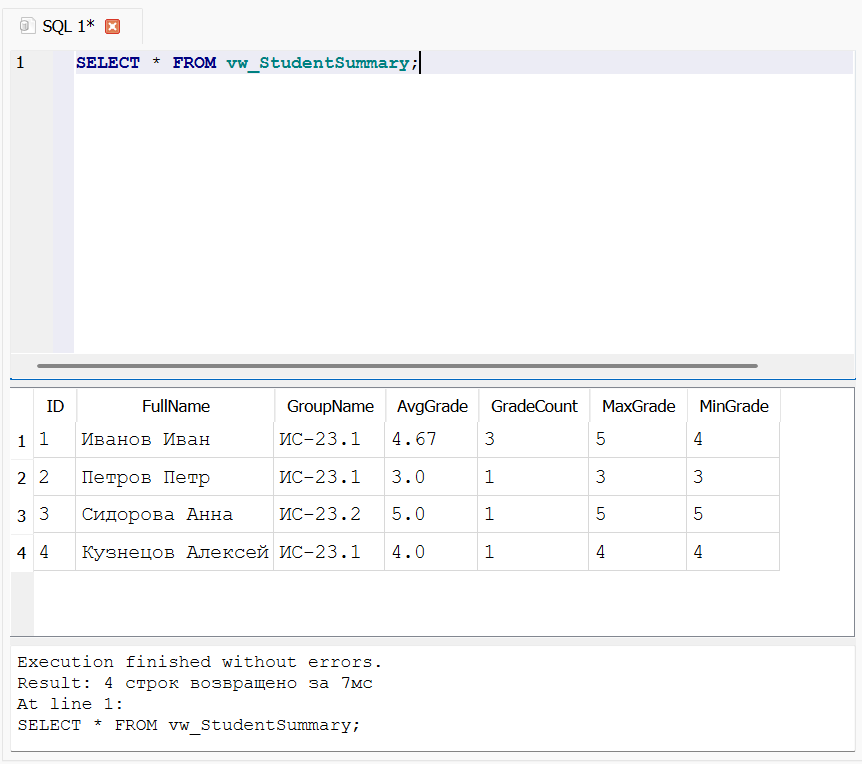 SQL 1*
1 SELECT * FROM vw_StudentSummary;
ID FullName GroupName AvgGrade GradeCount MaxGrade MinGrade
1 1 Иванов Иван ИС-23.1 4.67 3 5 4
2 2 Петров Петр ИС-23.1 3.0 1 3 3
3 3 Сидорова Анна ИС-23.2 5.0 1 5 5
4 4 Кузнецов Алексей ИС-23.1 4.0 1 4 4
Execution finished without errors.
Result: 4 строк возвращено за 7мс
At line 1:
SELECT * FROM vw_StudentSummary;